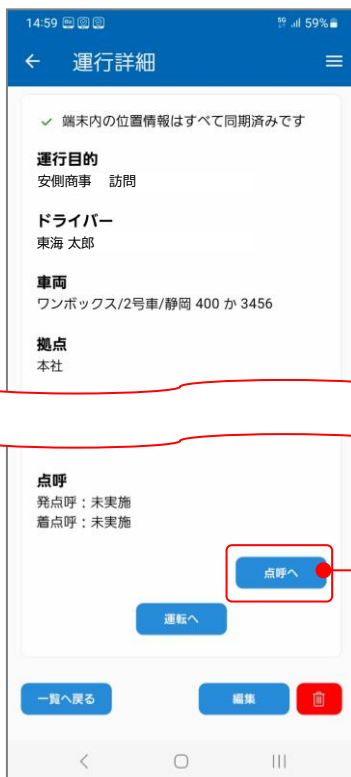 14:59 59%
運行詳細
端末内の位置情報はすべて同期済みです
運行目的
安側商事 訪問
ドライバー
東海 太郎
車両
ワンボックス/2号車/静岡 400 か 3456
拠点
本社
点呼
発点呼：未実施
着点呼：未実施
点呼へ
運転へ
一覧へ戻る 編集